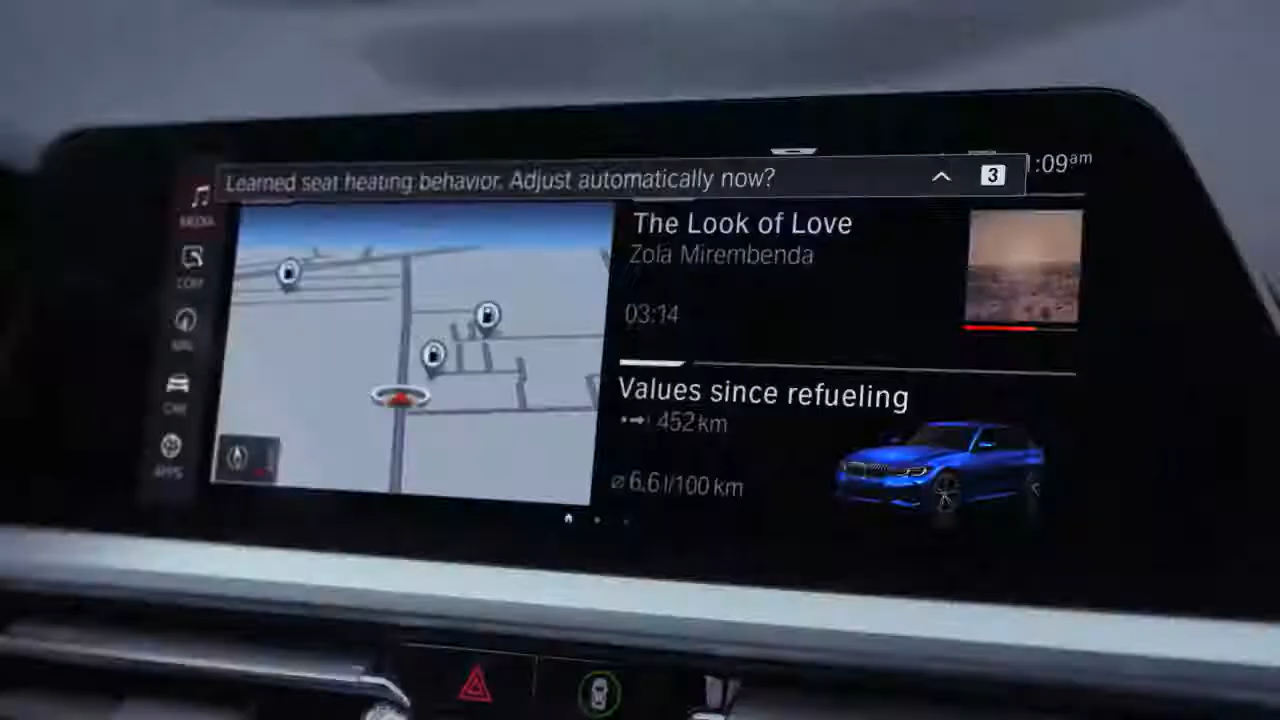 Learned seat heating behavior. Adjust automatically now?
3
:09am
MEDIA
COM
NAV
CAR
APPS
The Look of Love
Zola Mirembenda
03:14
Values since refueling
452 km
⌀ 6.6 l/100 km